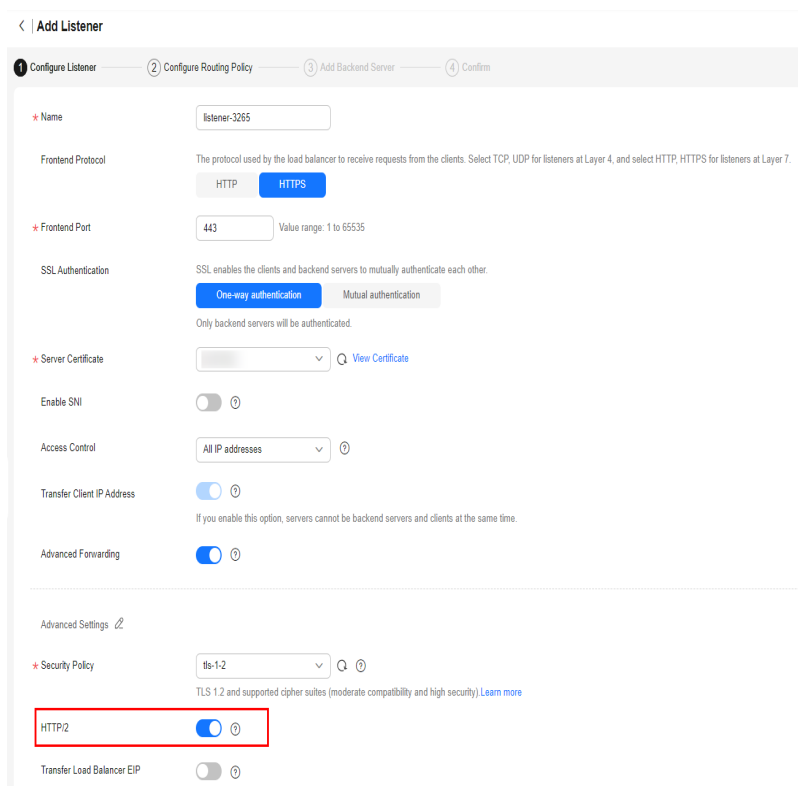 Add Listener
1 Configure Listener 2 Configure Routing Policy 3 Add Backend Server 4 Confirm
* Name listener-3265
Frontend Protocol The protocol used by the load balancer to receive requests from the clients. Select TCP, UDP for listeners at Layer 4, and select HTTP, HTTPS for listeners at Layer 7.
HTTP HTTPS
* Frontend Port 443 Value range: 1 to 65535
SSL Authentication SSL enables the clients and backend servers to mutually authenticate each other.
One-way authentication Mutual authentication
Only backend servers will be authenticated.
* Server Certificate View Certificate
Enable SNI ?
Access Control All IP addresses ?
Transfer Client IP Address ?
If you enable this option, servers cannot be backend servers and clients at the same time.
Advanced Forwarding ?
Advanced Settings
* Security Policy tls-1-2 ?
TLS 1.2 and supported cipher suites (moderate compatibility and high security).Learn more
HTTP/2 ?
Transfer Load Balancer EIP ?